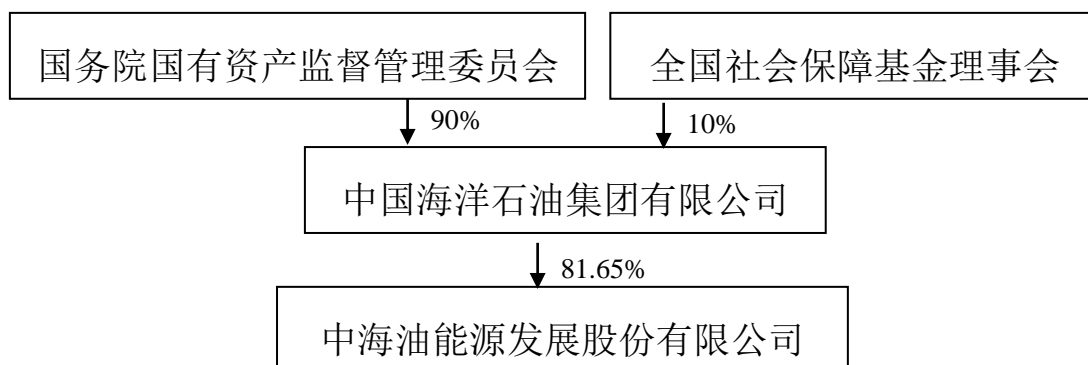 国务院国有资产监督管理委员会
全国社会保障基金理事会
90%
10%
中国海洋石油集团有限公司
81.65%
中海油能源发展股份有限公司